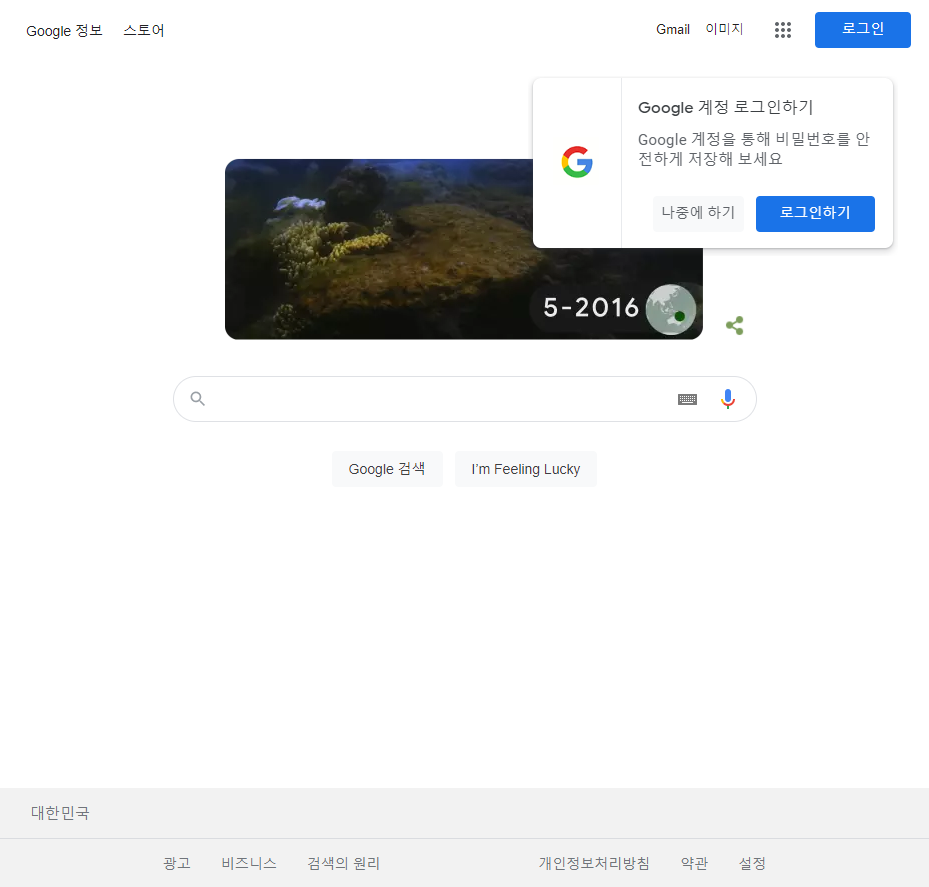 Google 정보 스토어
Gmail 이미지 로그인
Google 계정 로그인하기
Google 계정을 통해 비밀번호를 안
전하게 저장해 보세요
나중에 하기 로그인하기
5-2016
Google 검색 I'm Feeling Lucky
대한민국
광고 비즈니스 검색의 원리
개인정보처리방침 약관 설정